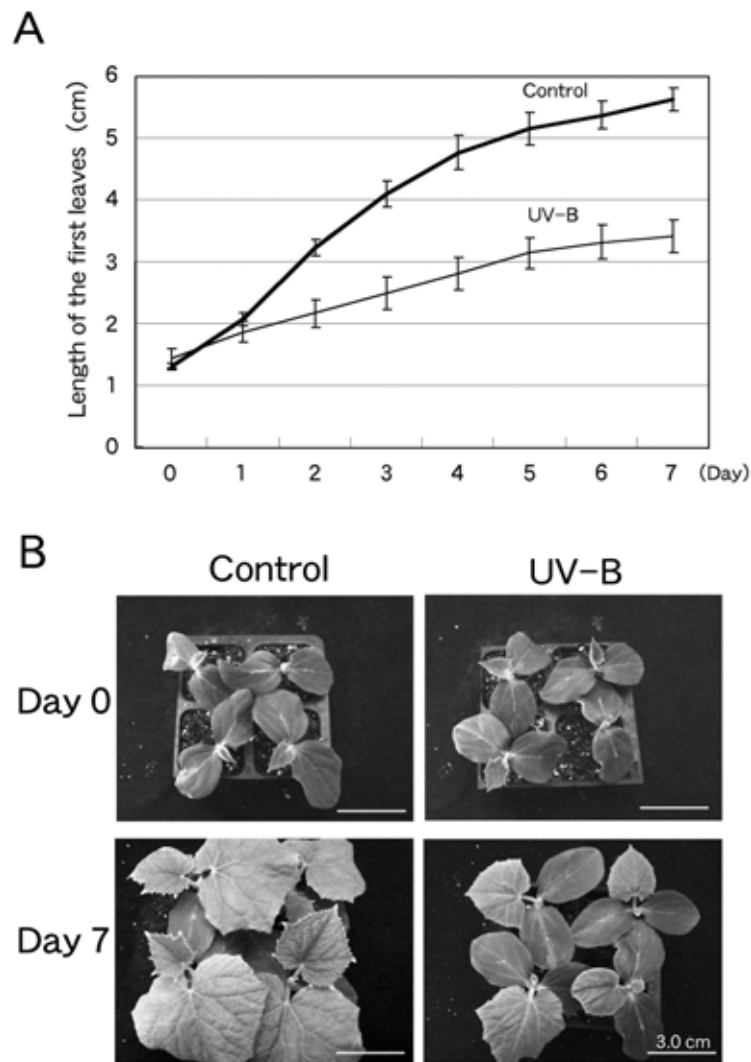 A
Length of the first leaves (cm)
6
5
4
3
2
1
0
Control
UV-B
0 1 2 3 4 5 6 7 (Day)
B
Control UV-B
Day 0
Day 7
3.0 cm